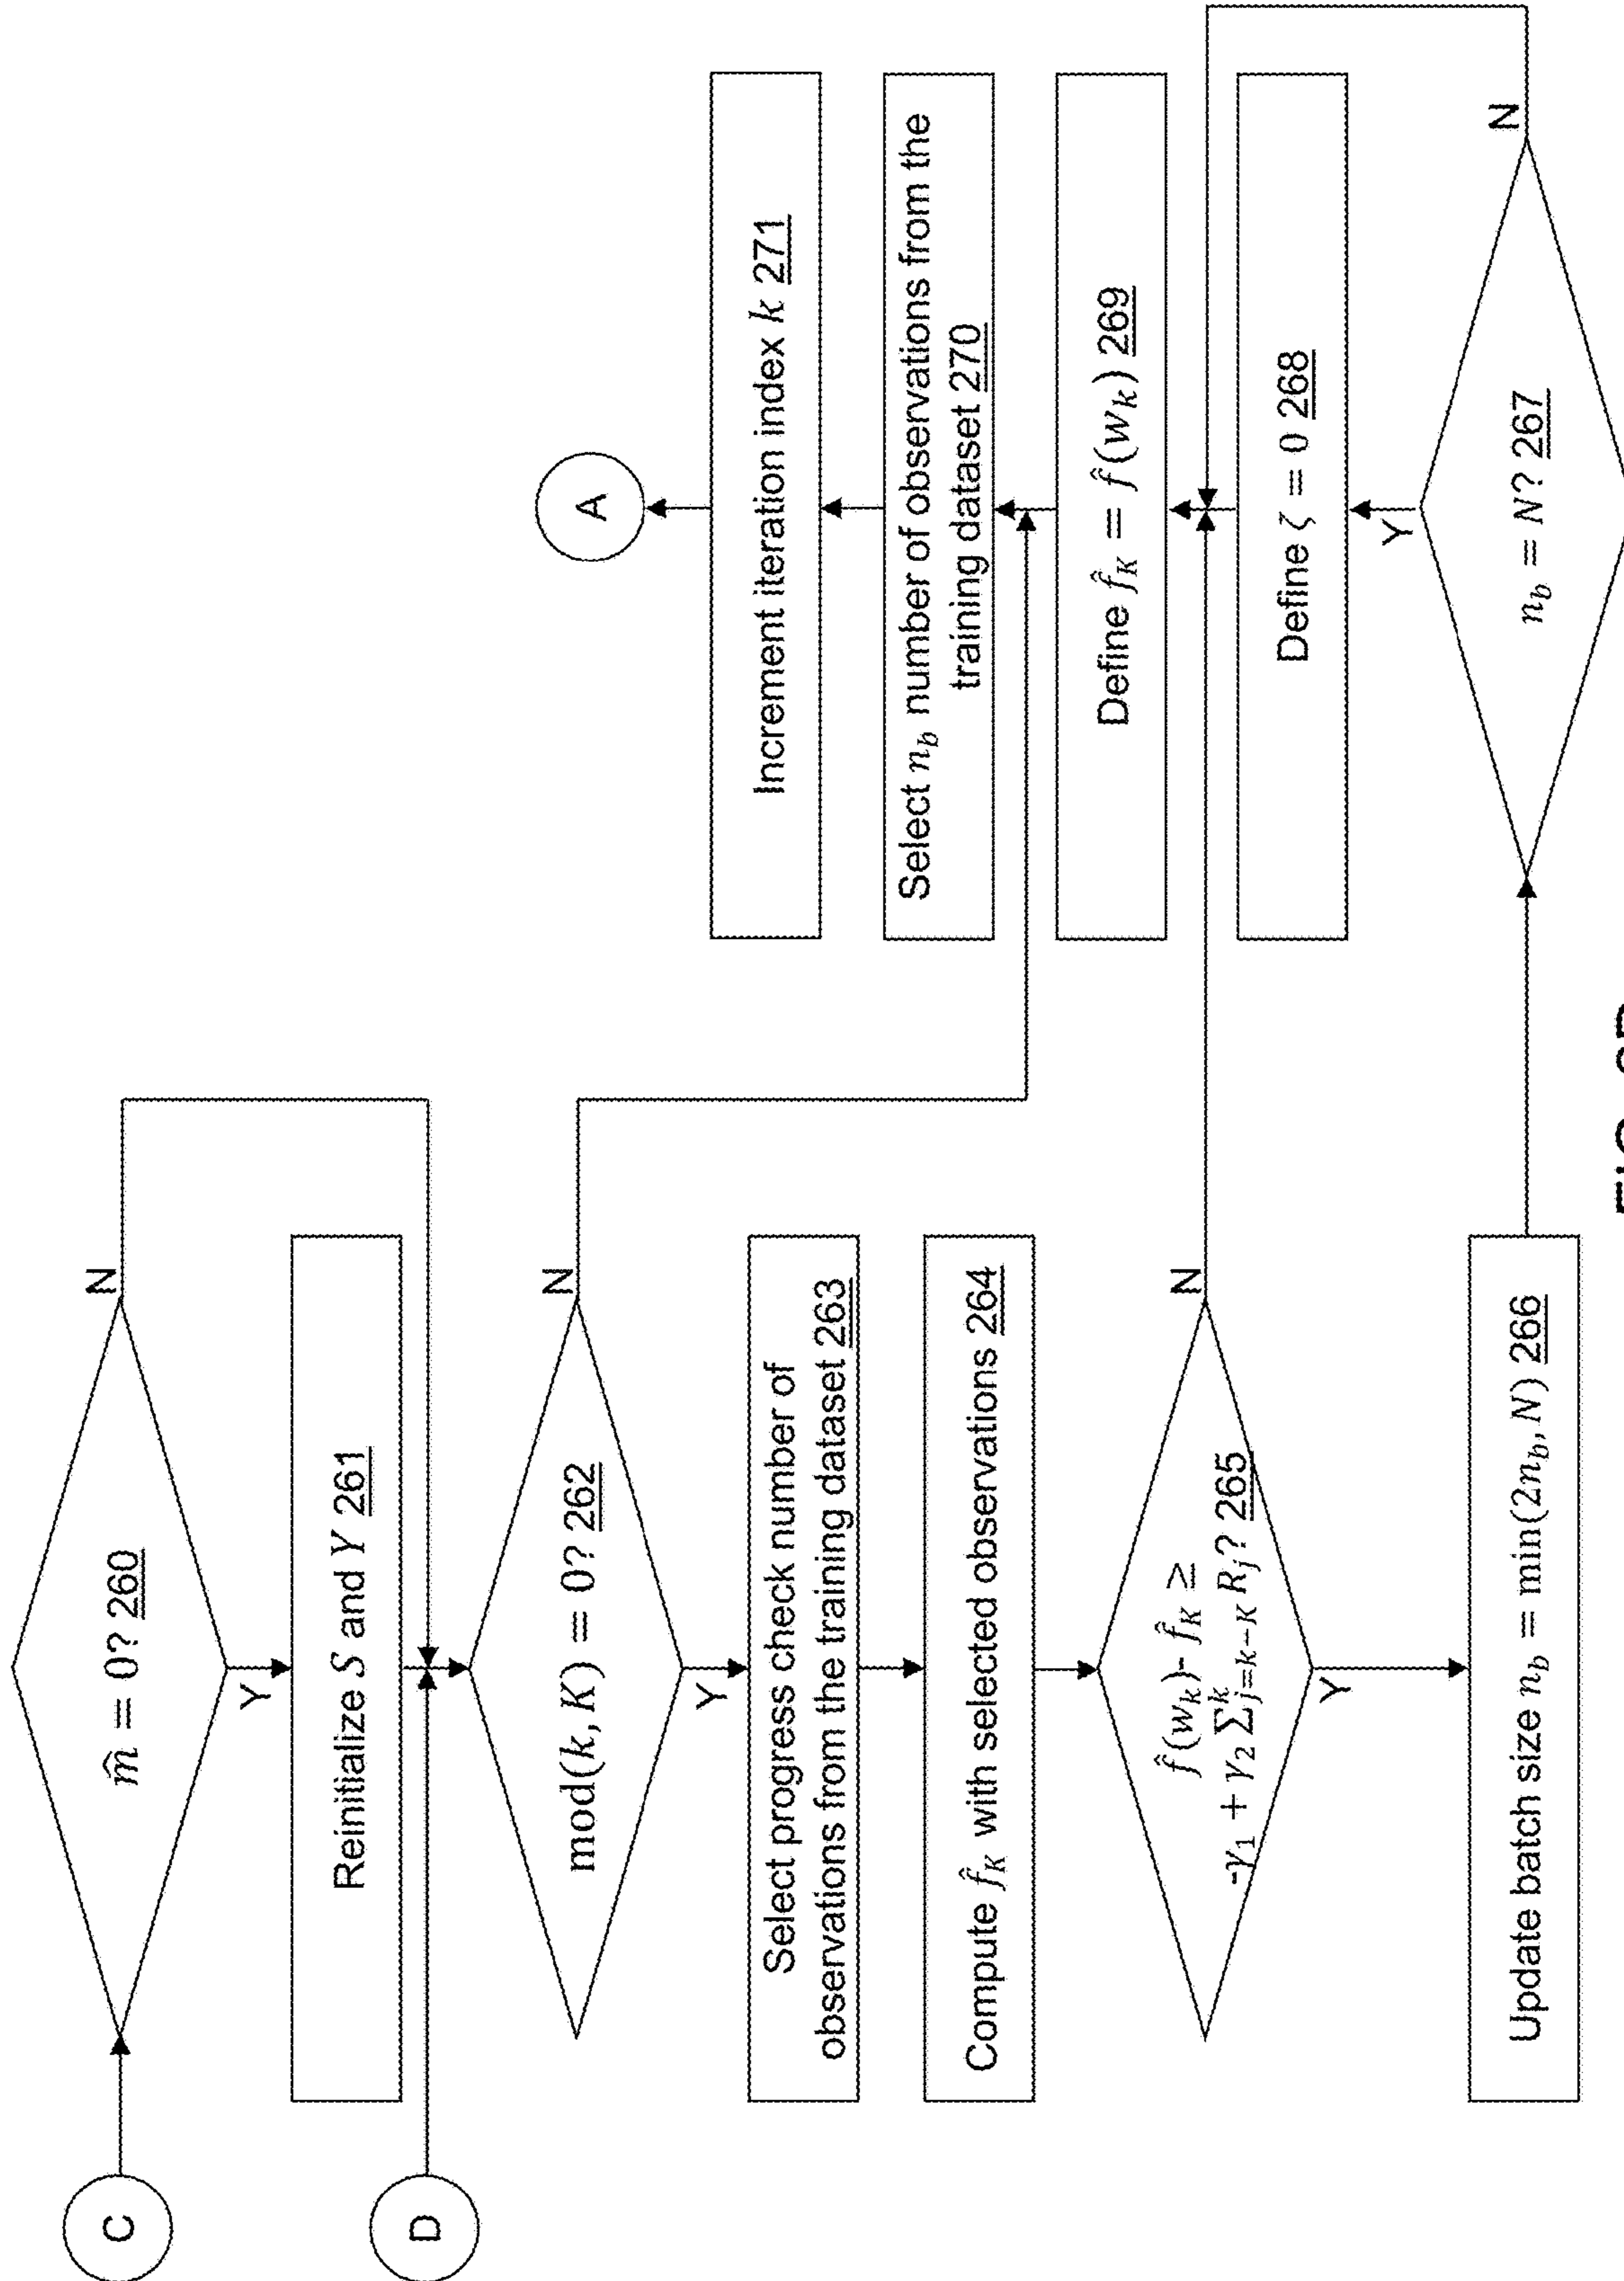 C
m̂ = 0? 260
N
Y
Reinitialize S and Y 261
D
mod(k, K) = 0? 262
N
Y
Select progress check number of
observations from the training dataset 263
Compute f̂_K with selected observations 264
f̂(w_k) - f̂_K ≥
-γ_1 + γ_2 ∑_{j=k-K}^{k} R_j? 265
N
Y
Update batch size n_b = min(2n_b, N) 266
n_b = N? 267
N
Y
Define ζ = 0 268
Define f̂_K = f̂(w_k) 269
Select n_b number of observations from the
training dataset 270
Increment iteration index k 271
A